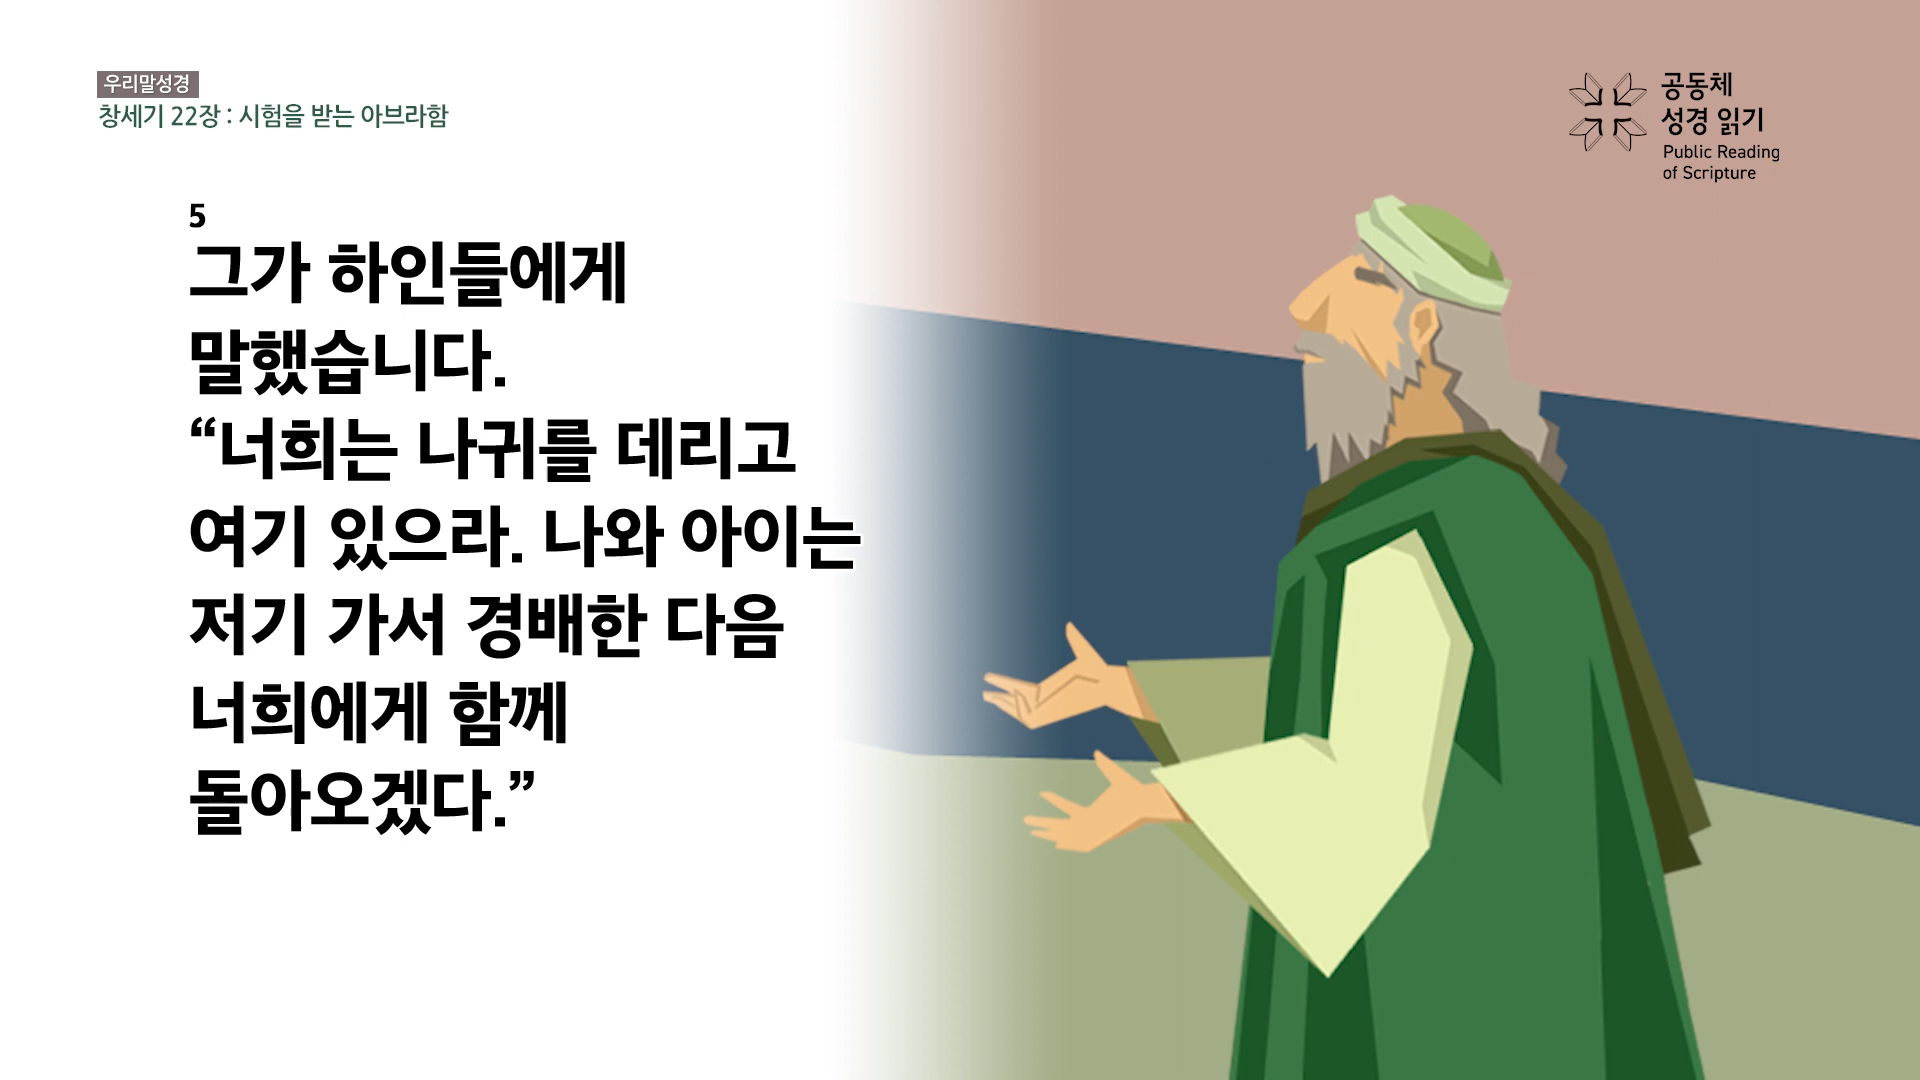 우리말성경
창세기 22장 : 시험을 받는 아브라함
공동체
성경 읽기
Public Reading
of Scripture
5
그가 하인들에게
말했습니다.
“너희는 나귀를 데리고
여기 있으라. 나와 아이는
저기 가서 경배한 다음
너희에게 함께
돌아오겠다.”